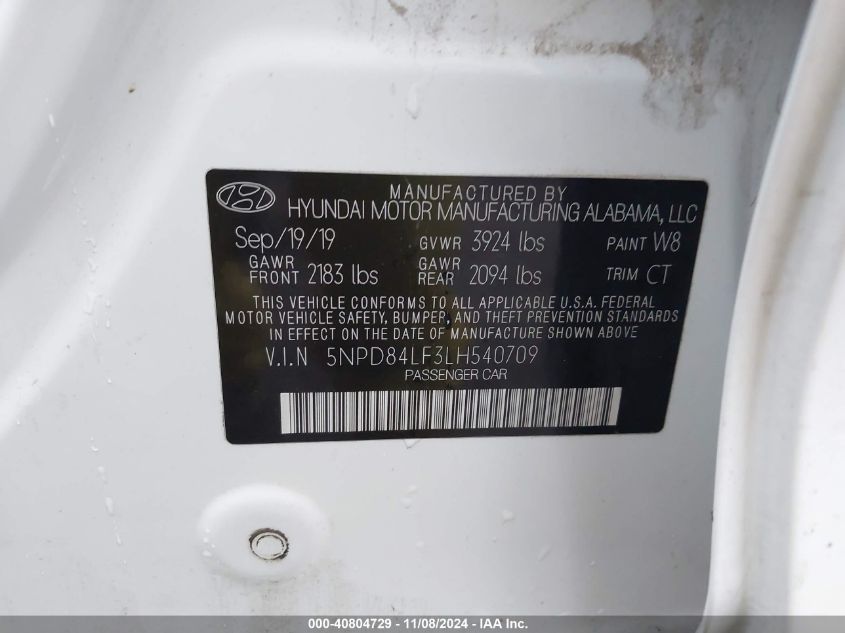 MANUFACTURED BY
HYUNDAI MOTOR MANUFACTURING ALABAMA, LLC
Sep/19/19 GVWR 3924 lbs PAINT W8
GAWR FRONT 2183 lbs GAWR REAR 2094 lbs TRIM CT
THIS VEHICLE CONFORMS TO ALL APPLICABLE U.S.A. FEDERAL
MOTOR VEHICLE SAFETY, BUMPER, AND THEFT PREVENTION STANDARDS
IN EFFECT ON THE DATE OF MANUFACTURE SHOWN ABOVE
V.I.N 5NPD84LF3LH540709
PASSENGER CAR
000-40804729 - 11/08/2024 - IAA Inc.